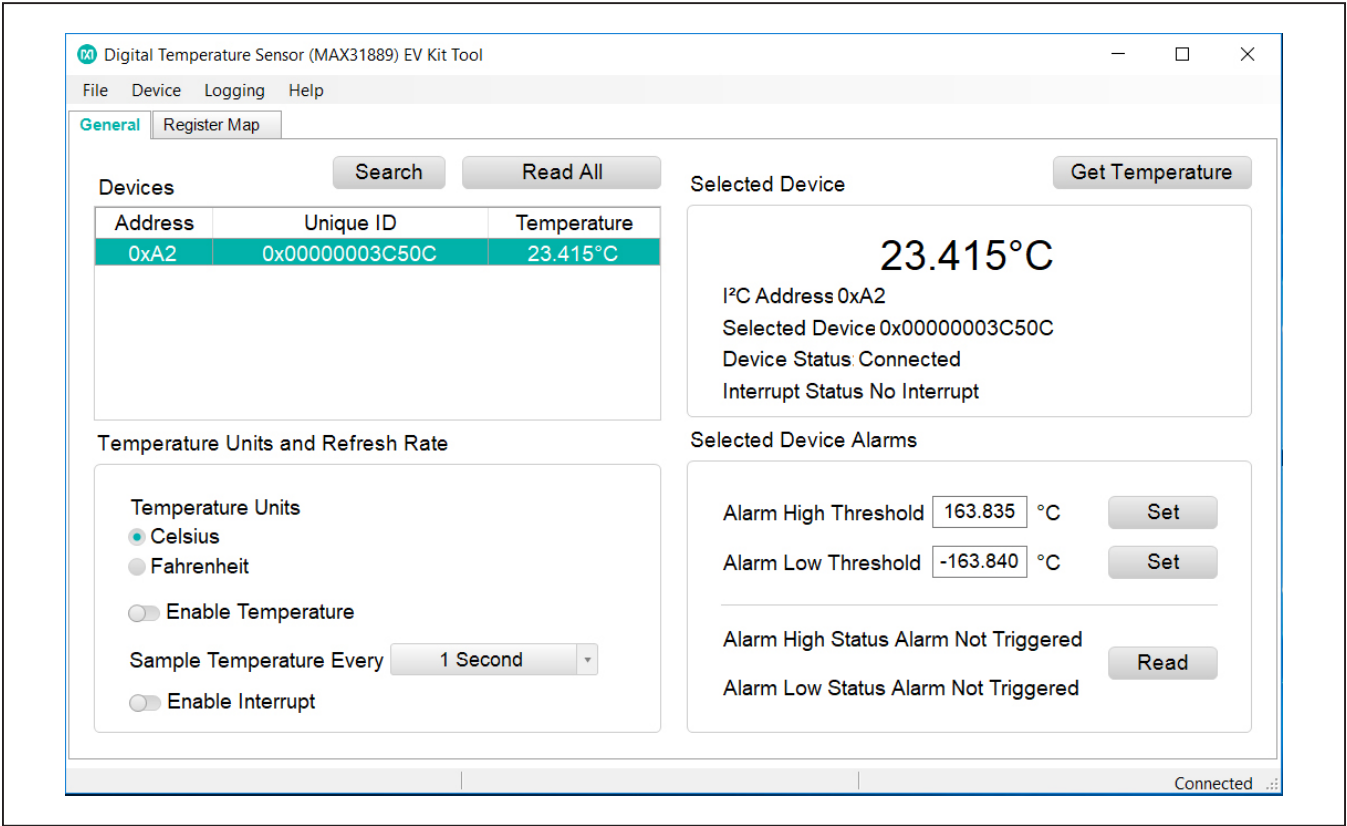 Digital Temperature Sensor (MAX31889) EV Kit Tool
File Device Logging Help
General Register Map
Devices Search Read All
Address Unique ID Temperature
0xA2 0x00000003C50C 23.415°C
Selected Device Get Temperature
23.415°C
I²C Address 0xA2
Selected Device 0x00000003C50C
Device Status: Connected
Interrupt Status No Interrupt
Temperature Units and Refresh Rate
Temperature Units
Celsius
Fahrenheit
Enable Temperature
Sample Temperature Every 1 Second
Enable Interrupt
Selected Device Alarms
Alarm High Threshold 163.835 °C Set
Alarm Low Threshold -163.840 °C Set
Alarm High Status Alarm Not Triggered
Read
Alarm Low Status Alarm Not Triggered
Connected